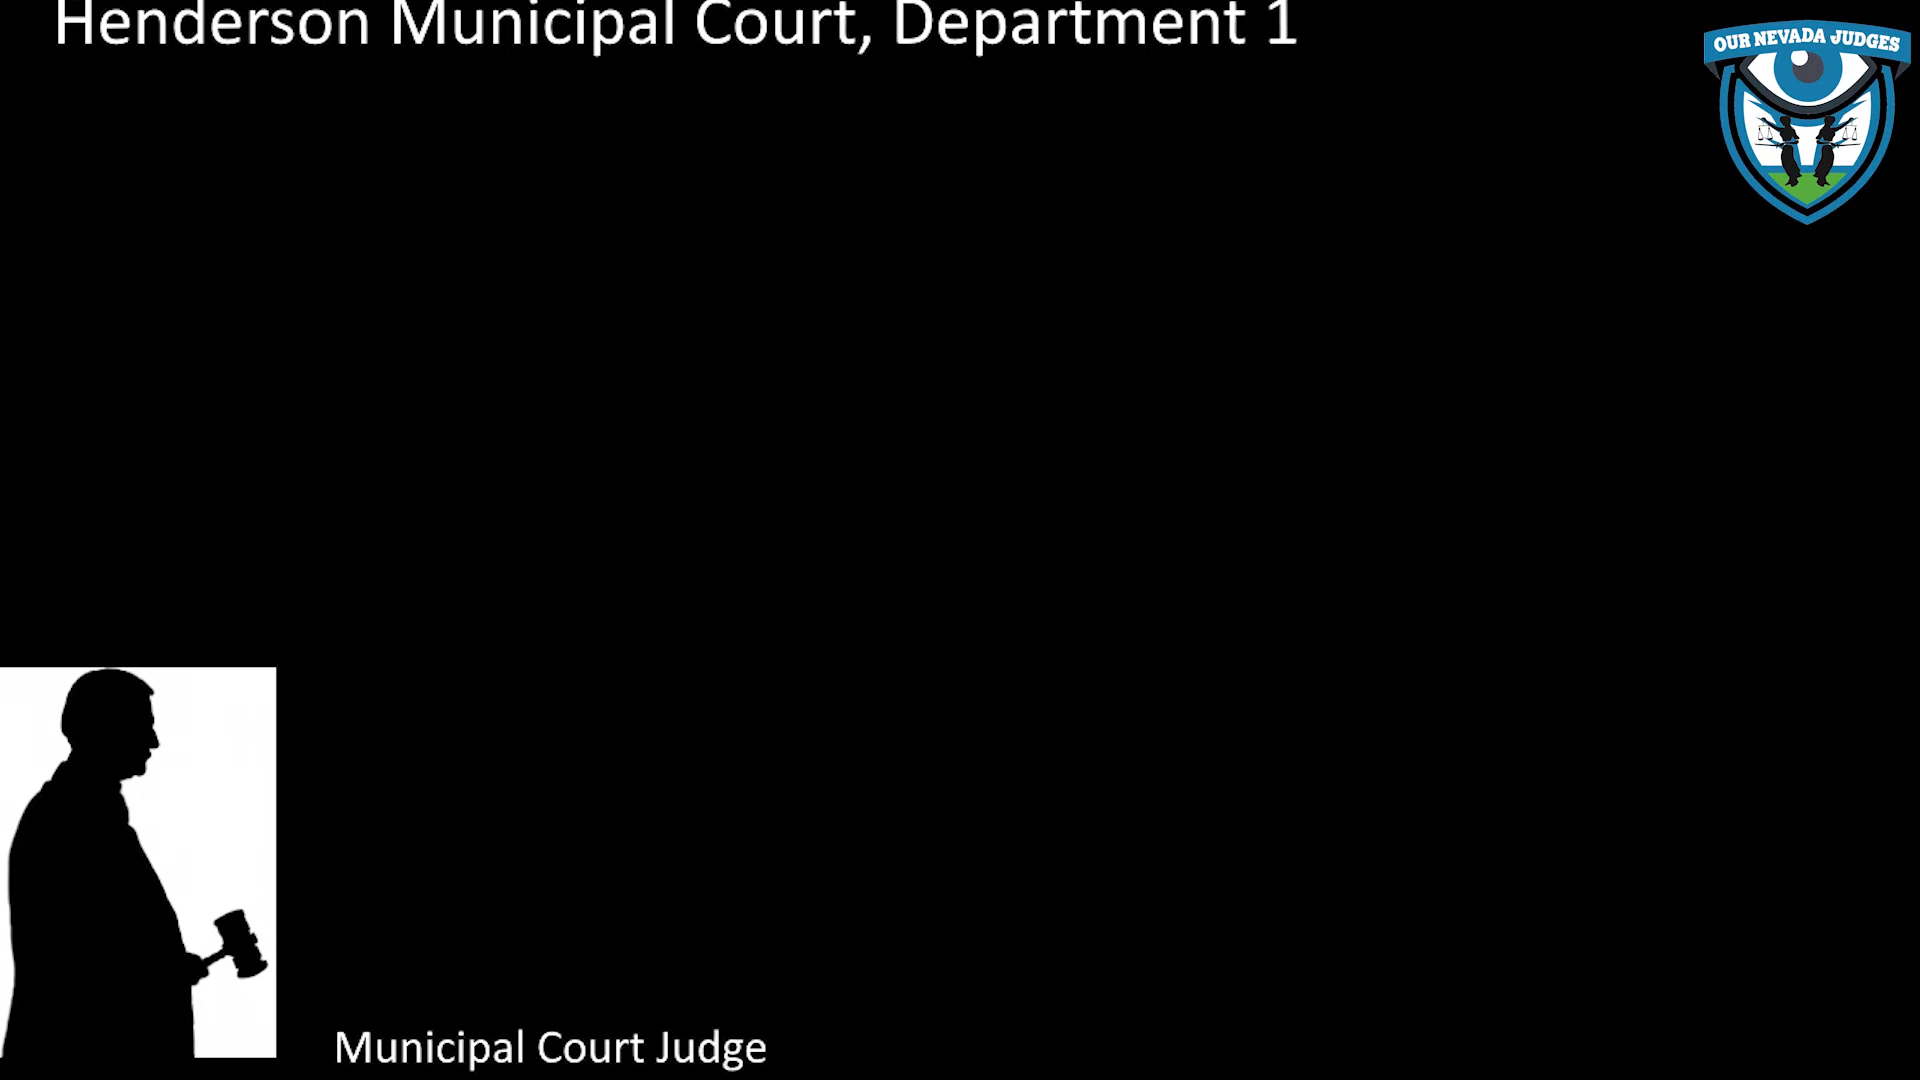 Henderson Municipal Court, Department 1
OUR NEVADA JUDGES
Municipal Court Judge